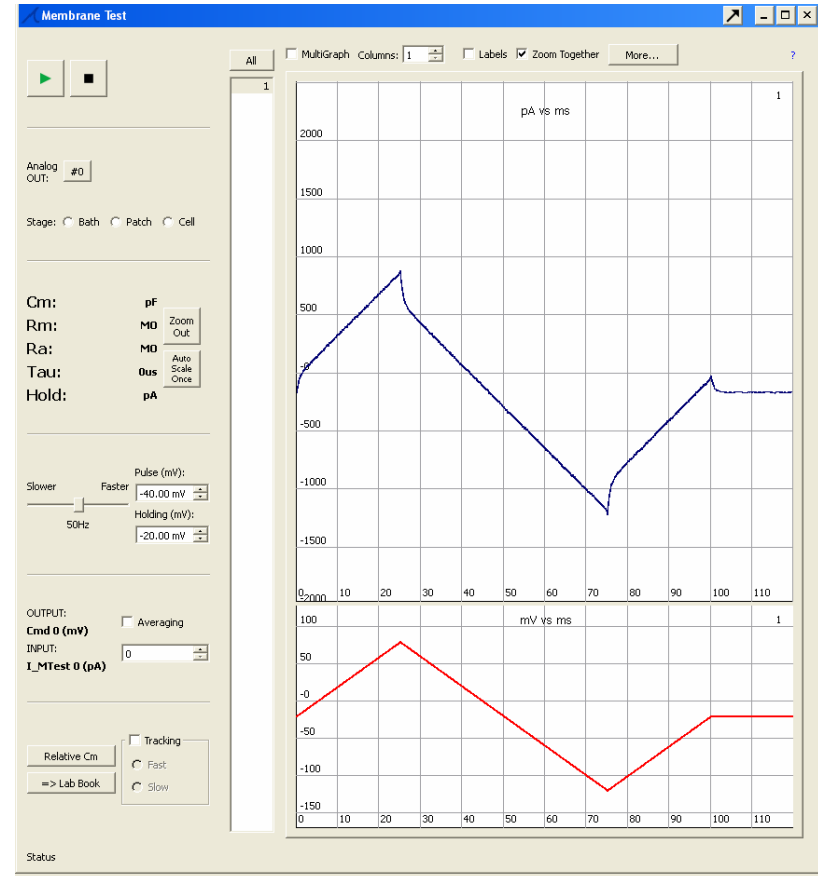 Membrane Test
All
MultiGraph Columns: 1 Labels Zoom Together More... ?
1
Analog
OUT: #0
Stage: Bath Patch Cell
Cm: pF
Rm: MO
Ra: MO
Tau: 0us
Hold: pA
Zoom
Out
Auto
Scale
Once
Pulse (mV):
Slower Faster -40.00 mV
50Hz
Holding (mV):
-20.00 mV
OUTPUT:
Cmd 0 (mV)
Averaging
INPUT:
I_MTest 0 (pA)
0
Relative Cm
=> Lab Book
Tracking
Fast
Slow
Status
pA vs ms 1
2000
1500
1000
500
-0
-500
-1000
-1500
-2000
0 10 20 30 40 50 60 70 80 90 100 110
mV vs ms 1
100
50
-0
-50
-100
-150
0 10 20 30 40 50 60 70 80 90 100 110